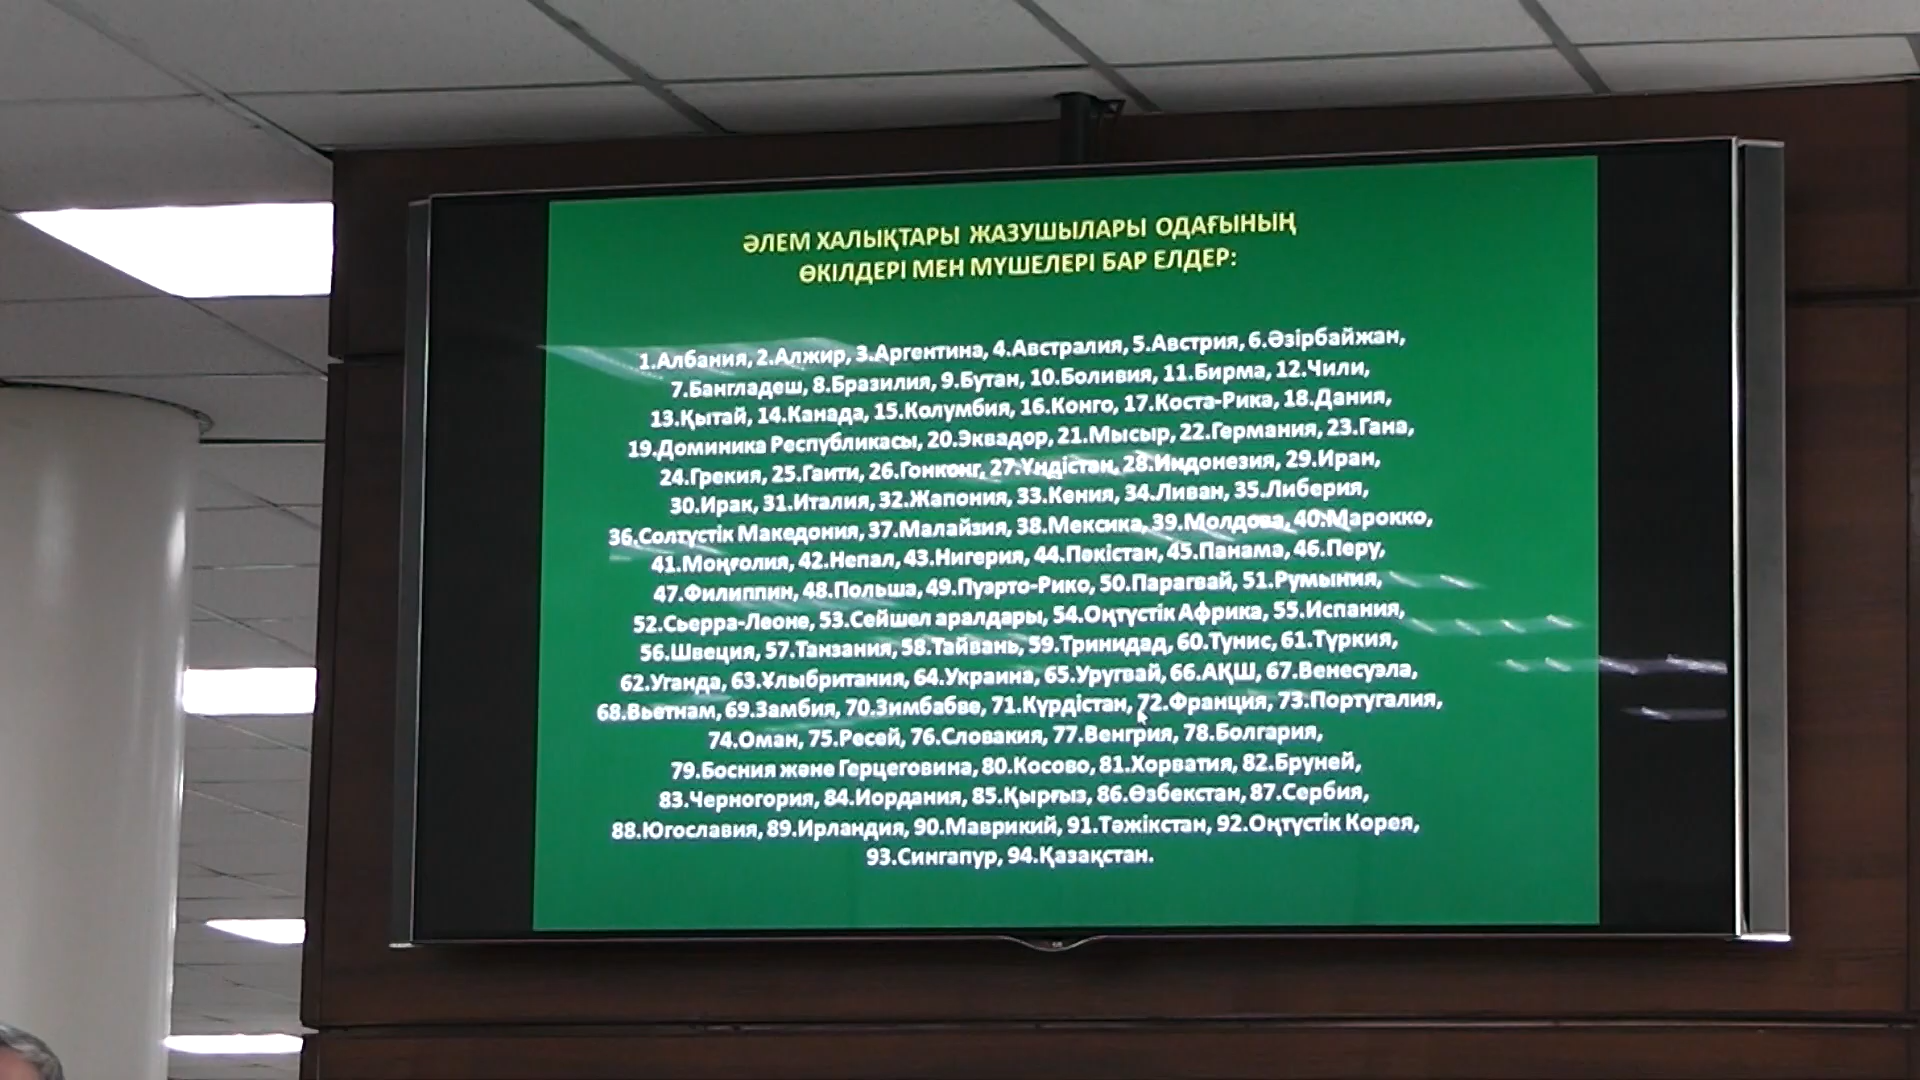 ӘЛЕМ ХАЛЫҚТАРЫ ЖАЗУШЫЛАРЫ ОДАҒЫНЫҢ
ӨКІЛДЕРІ МЕН МҮШЕЛЕРІ БАР ЕЛДЕР:
1.Албания, 2.Алжир, 3.Аргентина, 4.Австралия, 5.Австрия, 6.Әзірбайжан,
7.Бангладеш, 8.Бразилия, 9.Бутан, 10.Боливия, 11.Бирма, 12.Чили,
13.Қытай, 14.Канада, 15.Колумбия, 16.Конго, 17.Коста-Рика, 18.Дания,
19.Доминика Республикасы, 20.Эквадор, 21.Мысыр, 22.Германия, 23.Гана,
24.Грекия, 25.Гаити, 26.Гонконг, 27.Үндістан, 28.Индонезия, 29.Иран,
30.Ирак, 31.Италия, 32.Жапония, 33.Кения, 34.Ливан, 35.Либерия,
36.Солтүстік Македония, 37.Малайзия, 38.Мексика, 39.Молдова, 40.Марокко,
41.Моңғолия, 42.Непал, 43.Нигерия, 44.Пәкістан, 45.Панама, 46.Перу,
47.Филиппин, 48.Польша, 49.Пуэрто-Рико, 50.Парагвай, 51.Румыния,
52.Сьерра-Леоне, 53.Сейшел аралдары, 54.Оңтүстік Африка, 55.Испания,
56.Швеция, 57.Танзания, 58.Тайвань, 59.Тринидад, 60.Тунис, 61.Түркия,
62.Уганда, 63.Ұлыбритания, 64.Украина, 65.Уругвай, 66.АҚШ, 67.Венесуэла,
68.Вьетнам, 69.Замбия, 70.Зимбабве, 71.Күрдістан, 72.Франция, 73.Португалия,
74.Оман, 75.Ресей, 76.Словакия, 77.Венгрия, 78.Болгария,
79.Босния және Герцеговина, 80.Косово, 81.Хорватия, 82.Бруней,
83.Черногория, 84.Иордания, 85.Қырғыз, 86.Өзбекстан, 87.Сербия,
88.Югославия, 89.Ирландия, 90.Маврикий, 91.Тәжікстан, 92.Оңтүстік Корея,
93.Сингапур, 94.Қазақстан.